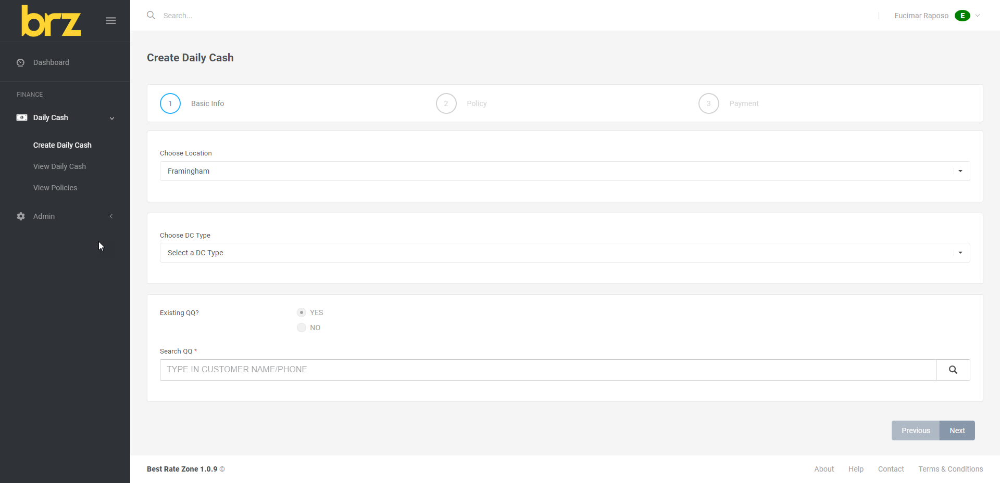 brz
Search...
Eucimar Raposo
E
Dashboard
FINANCE
Daily Cash
Create Daily Cash
View Daily Cash
View Policies
Admin
Create Daily Cash
1 Basic Info
2 Policy
3 Payment
Choose Location
Framingham
Choose DC Type
Select a DC Type
Existing QQ?
YES
NO
Search QQ *
TYPE IN CUSTOMER NAME/PHONE
Previous Next
Best Rate Zone 1.0.9 ©
About Help Contact Terms & Conditions